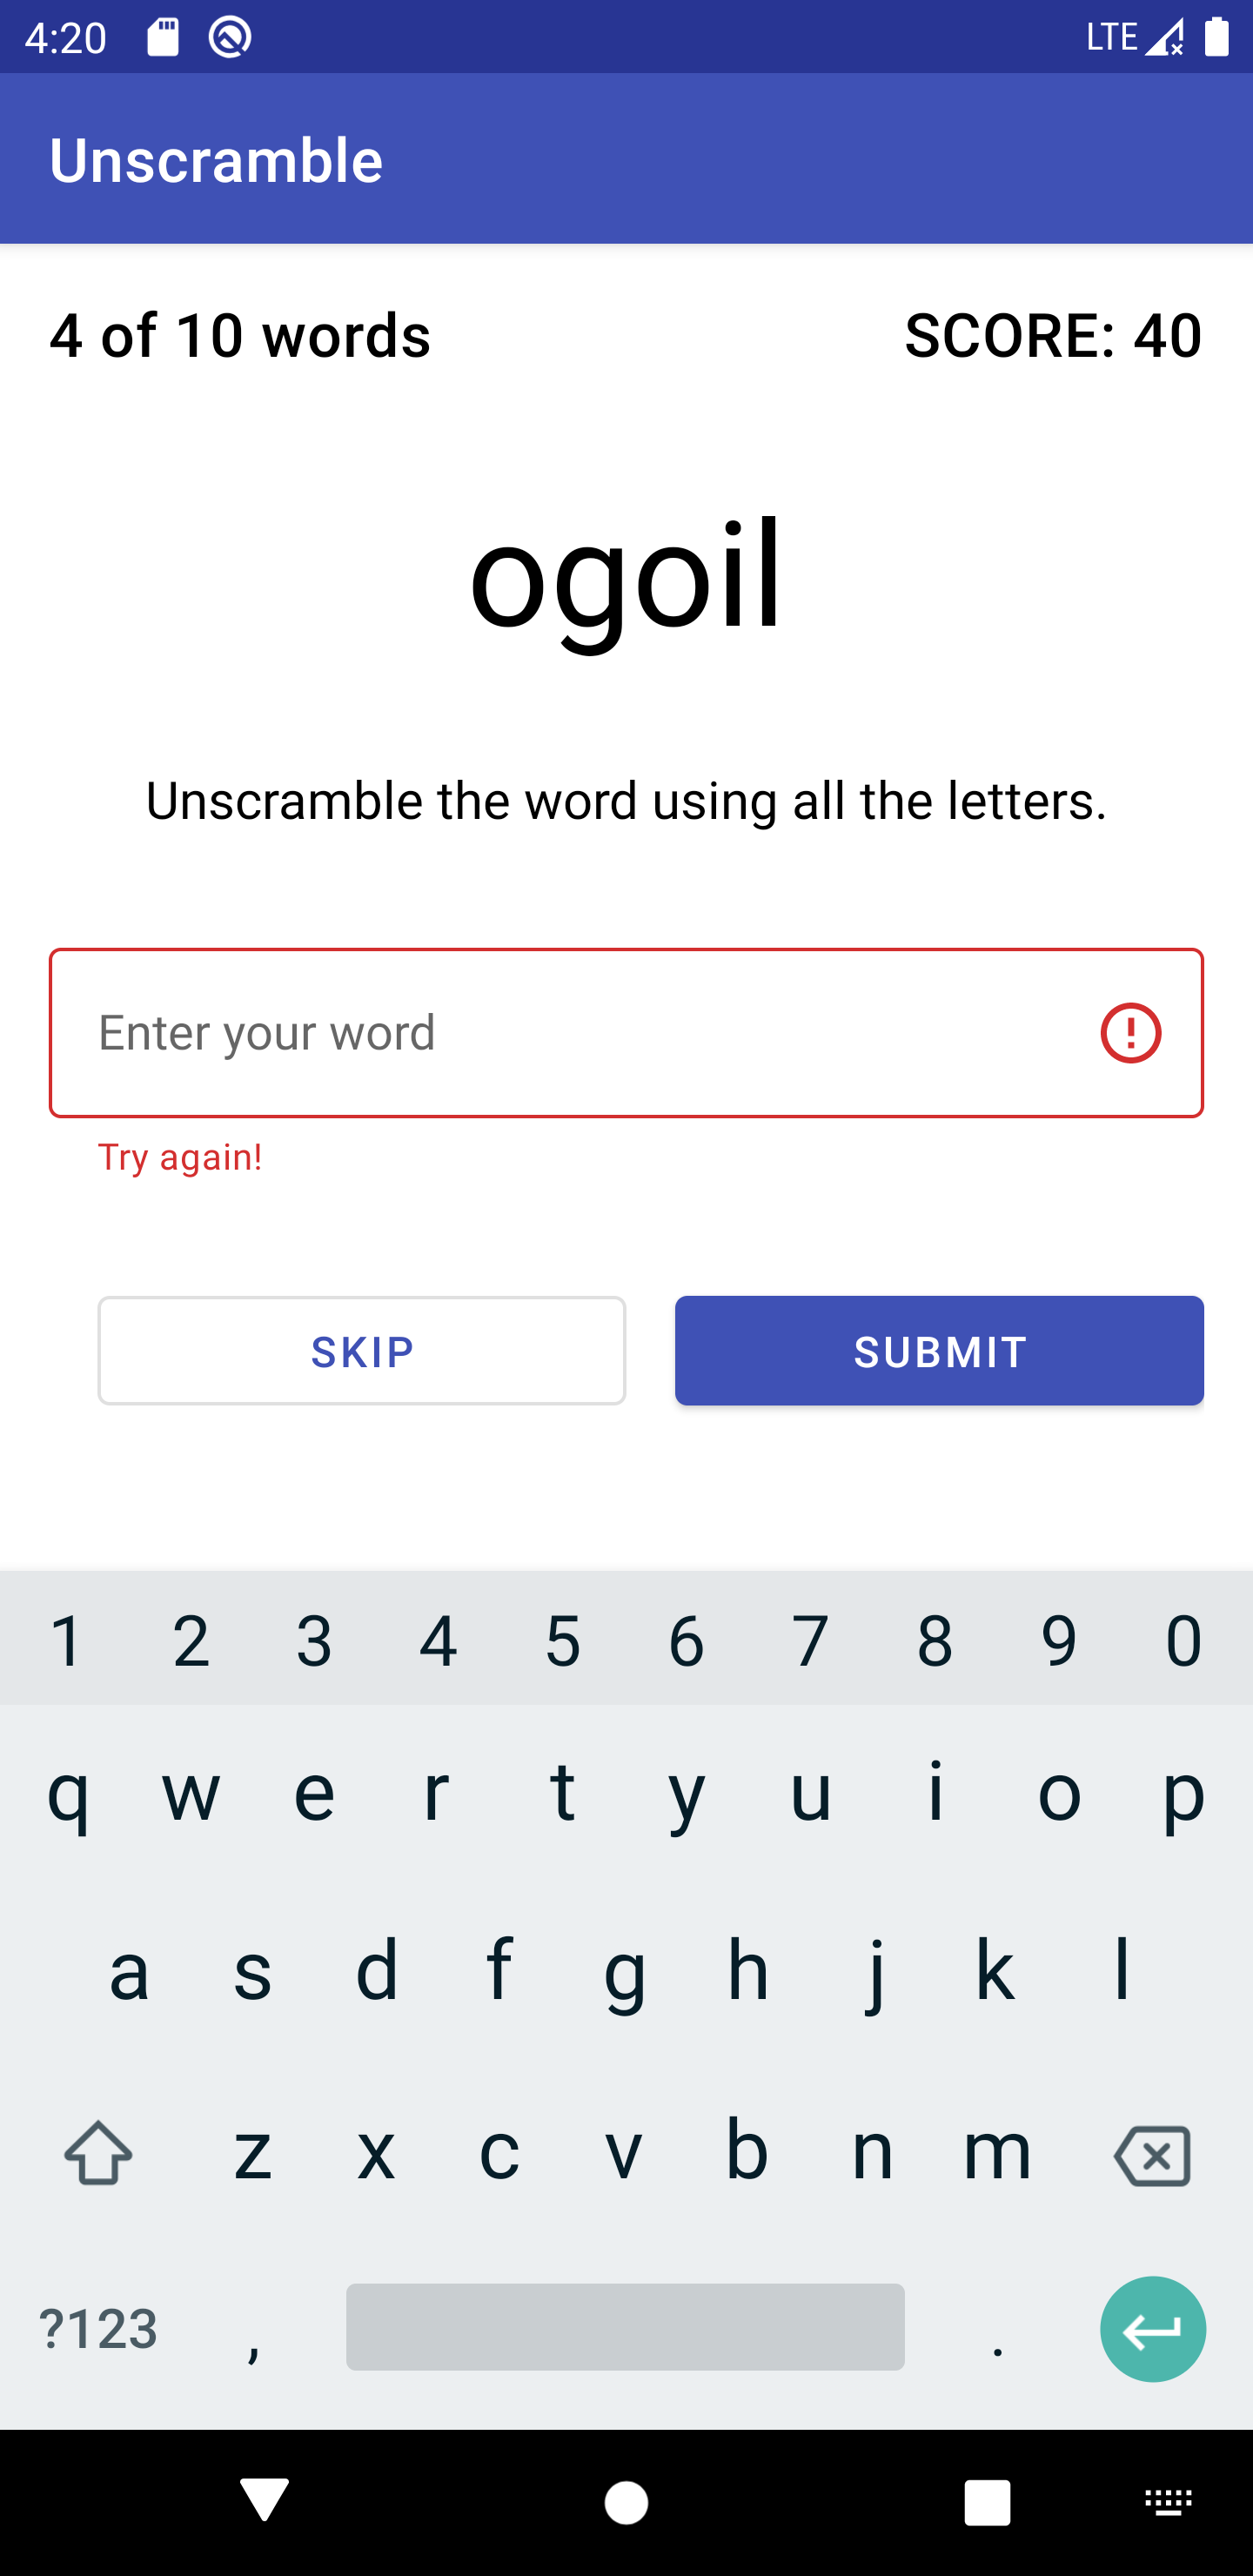 4:20 LTE
Unscramble
4 of 10 words SCORE: 40
ogoil
Unscramble the word using all the letters.
Enter your word
Try again!
SKIP SUBMIT
1 2 3 4 5 6 7 8 9 0
q w e r t y u i o p
a s d f g h j k l
z x c v b n m
?123 , .